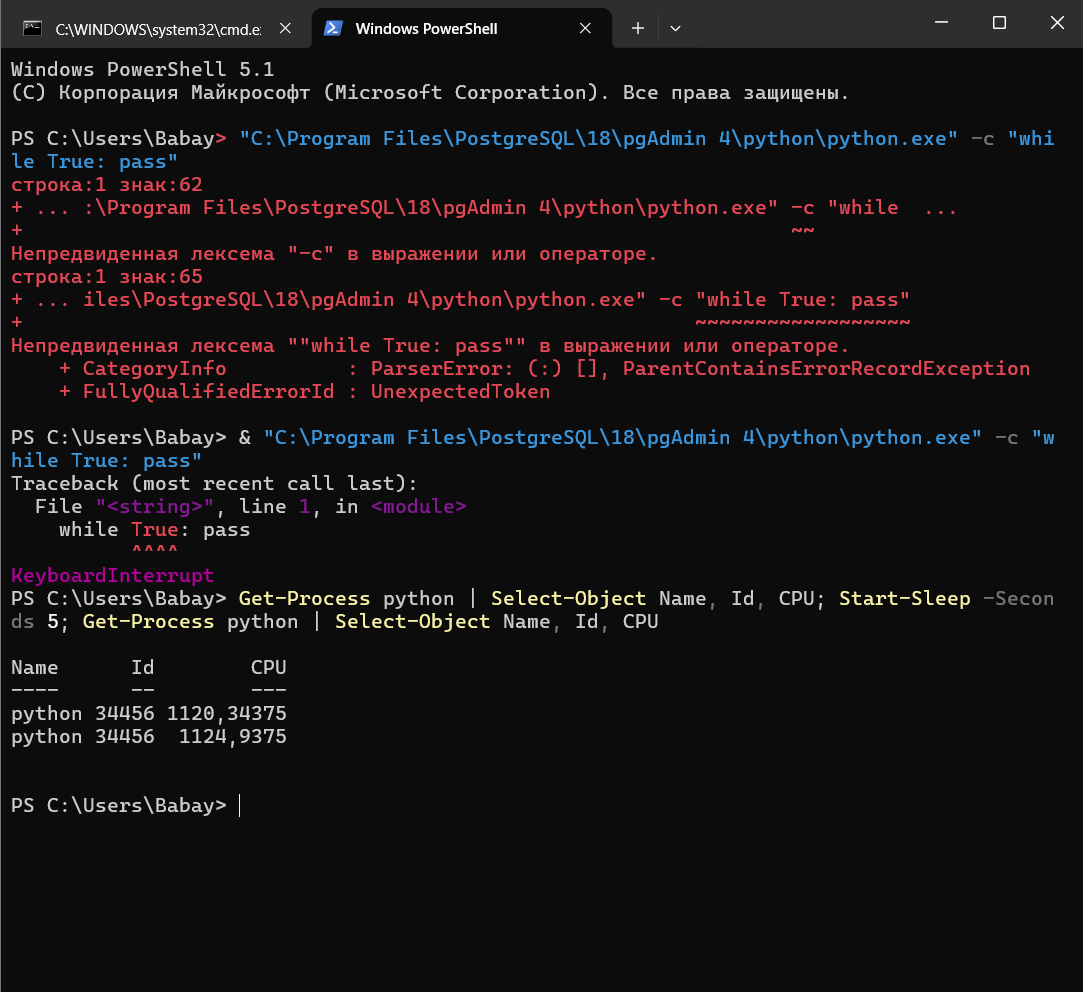 C:\WINDOWS\system32\cmd.e
Windows PowerShell
Windows PowerShell 5.1
(C) Корпорация Майкрософт (Microsoft Corporation). Все права защищены.
PS C:\Users\Babay> "C:\Program Files\PostgreSQL\18\pgAdmin 4\python\python.exe" -c "whi
le True: pass"
строка:1 знак:62
+ ... :\Program Files\PostgreSQL\18\pgAdmin 4\python\python.exe" -c "while  ...
+                                                                 ~~
Непредвиденная лексема "-c" в выражении или операторе.
строка:1 знак:65
+ ... iles\PostgreSQL\18\pgAdmin 4\python\python.exe" -c "while True: pass"
+                                                         ~~~~~~~~~~~~~~~~~~
Непредвиденная лексема ""while True: pass"" в выражении или операторе.
    + CategoryInfo          : ParserError: (:) [], ParentContainsErrorRecordException
    + FullyQualifiedErrorId : UnexpectedToken
PS C:\Users\Babay> & "C:\Program Files\PostgreSQL\18\pgAdmin 4\python\python.exe" -c "w
hile True: pass"
Traceback (most recent call last):
  File "<string>", line 1, in <module>
    while True: pass
          ^^^^
KeyboardInterrupt
PS C:\Users\Babay> Get-Process python | Select-Object Name, Id, CPU; Start-Sleep -Secon
ds 5; Get-Process python | Select-Object Name, Id, CPU
Name      Id        CPU
----      --        ---
python 34456 1120,34375
python 34456  1124,9375
PS C:\Users\Babay>